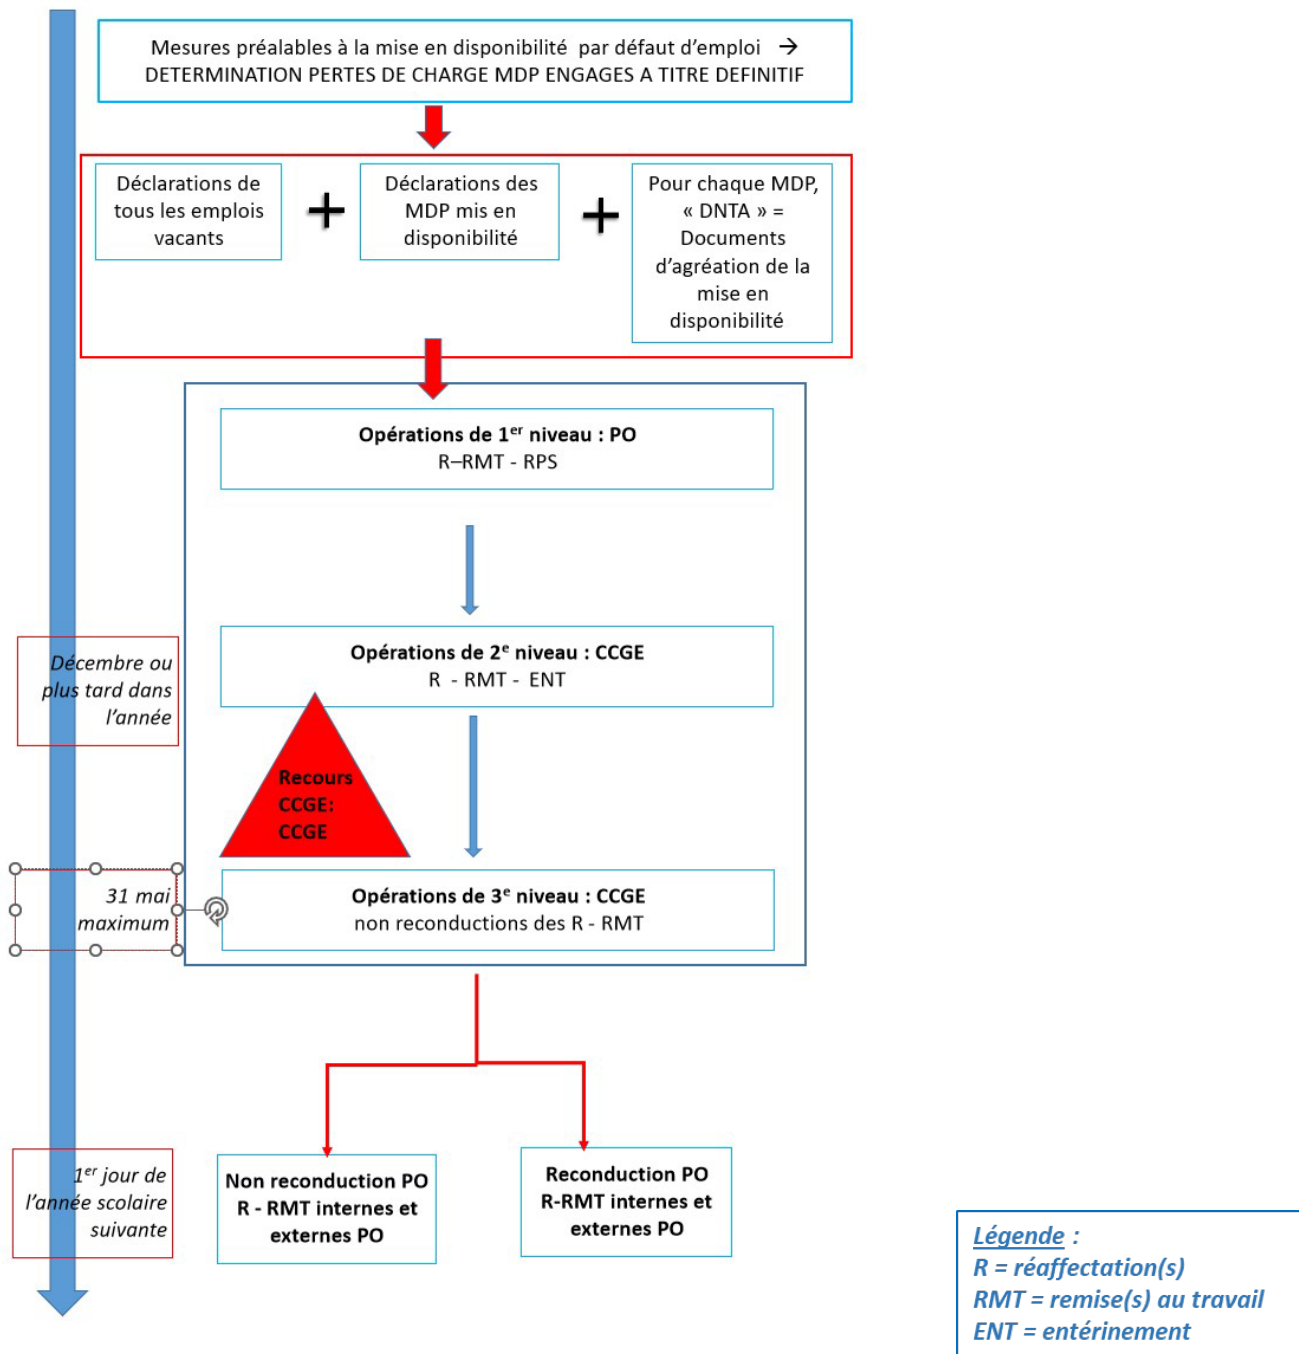 Mesures préalables à la mise en disponibilité par défaut d’emploi →
DETERMINATION PERTES DE CHARGE MDP ENGAGES A TITRE DEFINITIF
Déclarations de
tous les emplois
vacants
+
Déclarations des
MDP mis en
disponibilité
+
Pour chaque MDP,
« DNTA » =
Documents
d’agréation de la
mise en
disponibilité
Opérations de 1er niveau : PO
R–RMT - RPS
Décembre ou
plus tard dans
l’année
Opérations de 2e niveau : CCGE
R - RMT - ENT
Recours
CCGE:
CCGE
31 mai
maximum
Opérations de 3e niveau : CCGE
non reconductions des R - RMT
1er jour de
l’année scolaire
suivante
Non reconduction PO
R - RMT internes et
externes PO
Reconduction PO
R-RMT internes et
externes PO
Légende :
R = réaffectation(s)
RMT = remise(s) au travail
ENT = entérinement